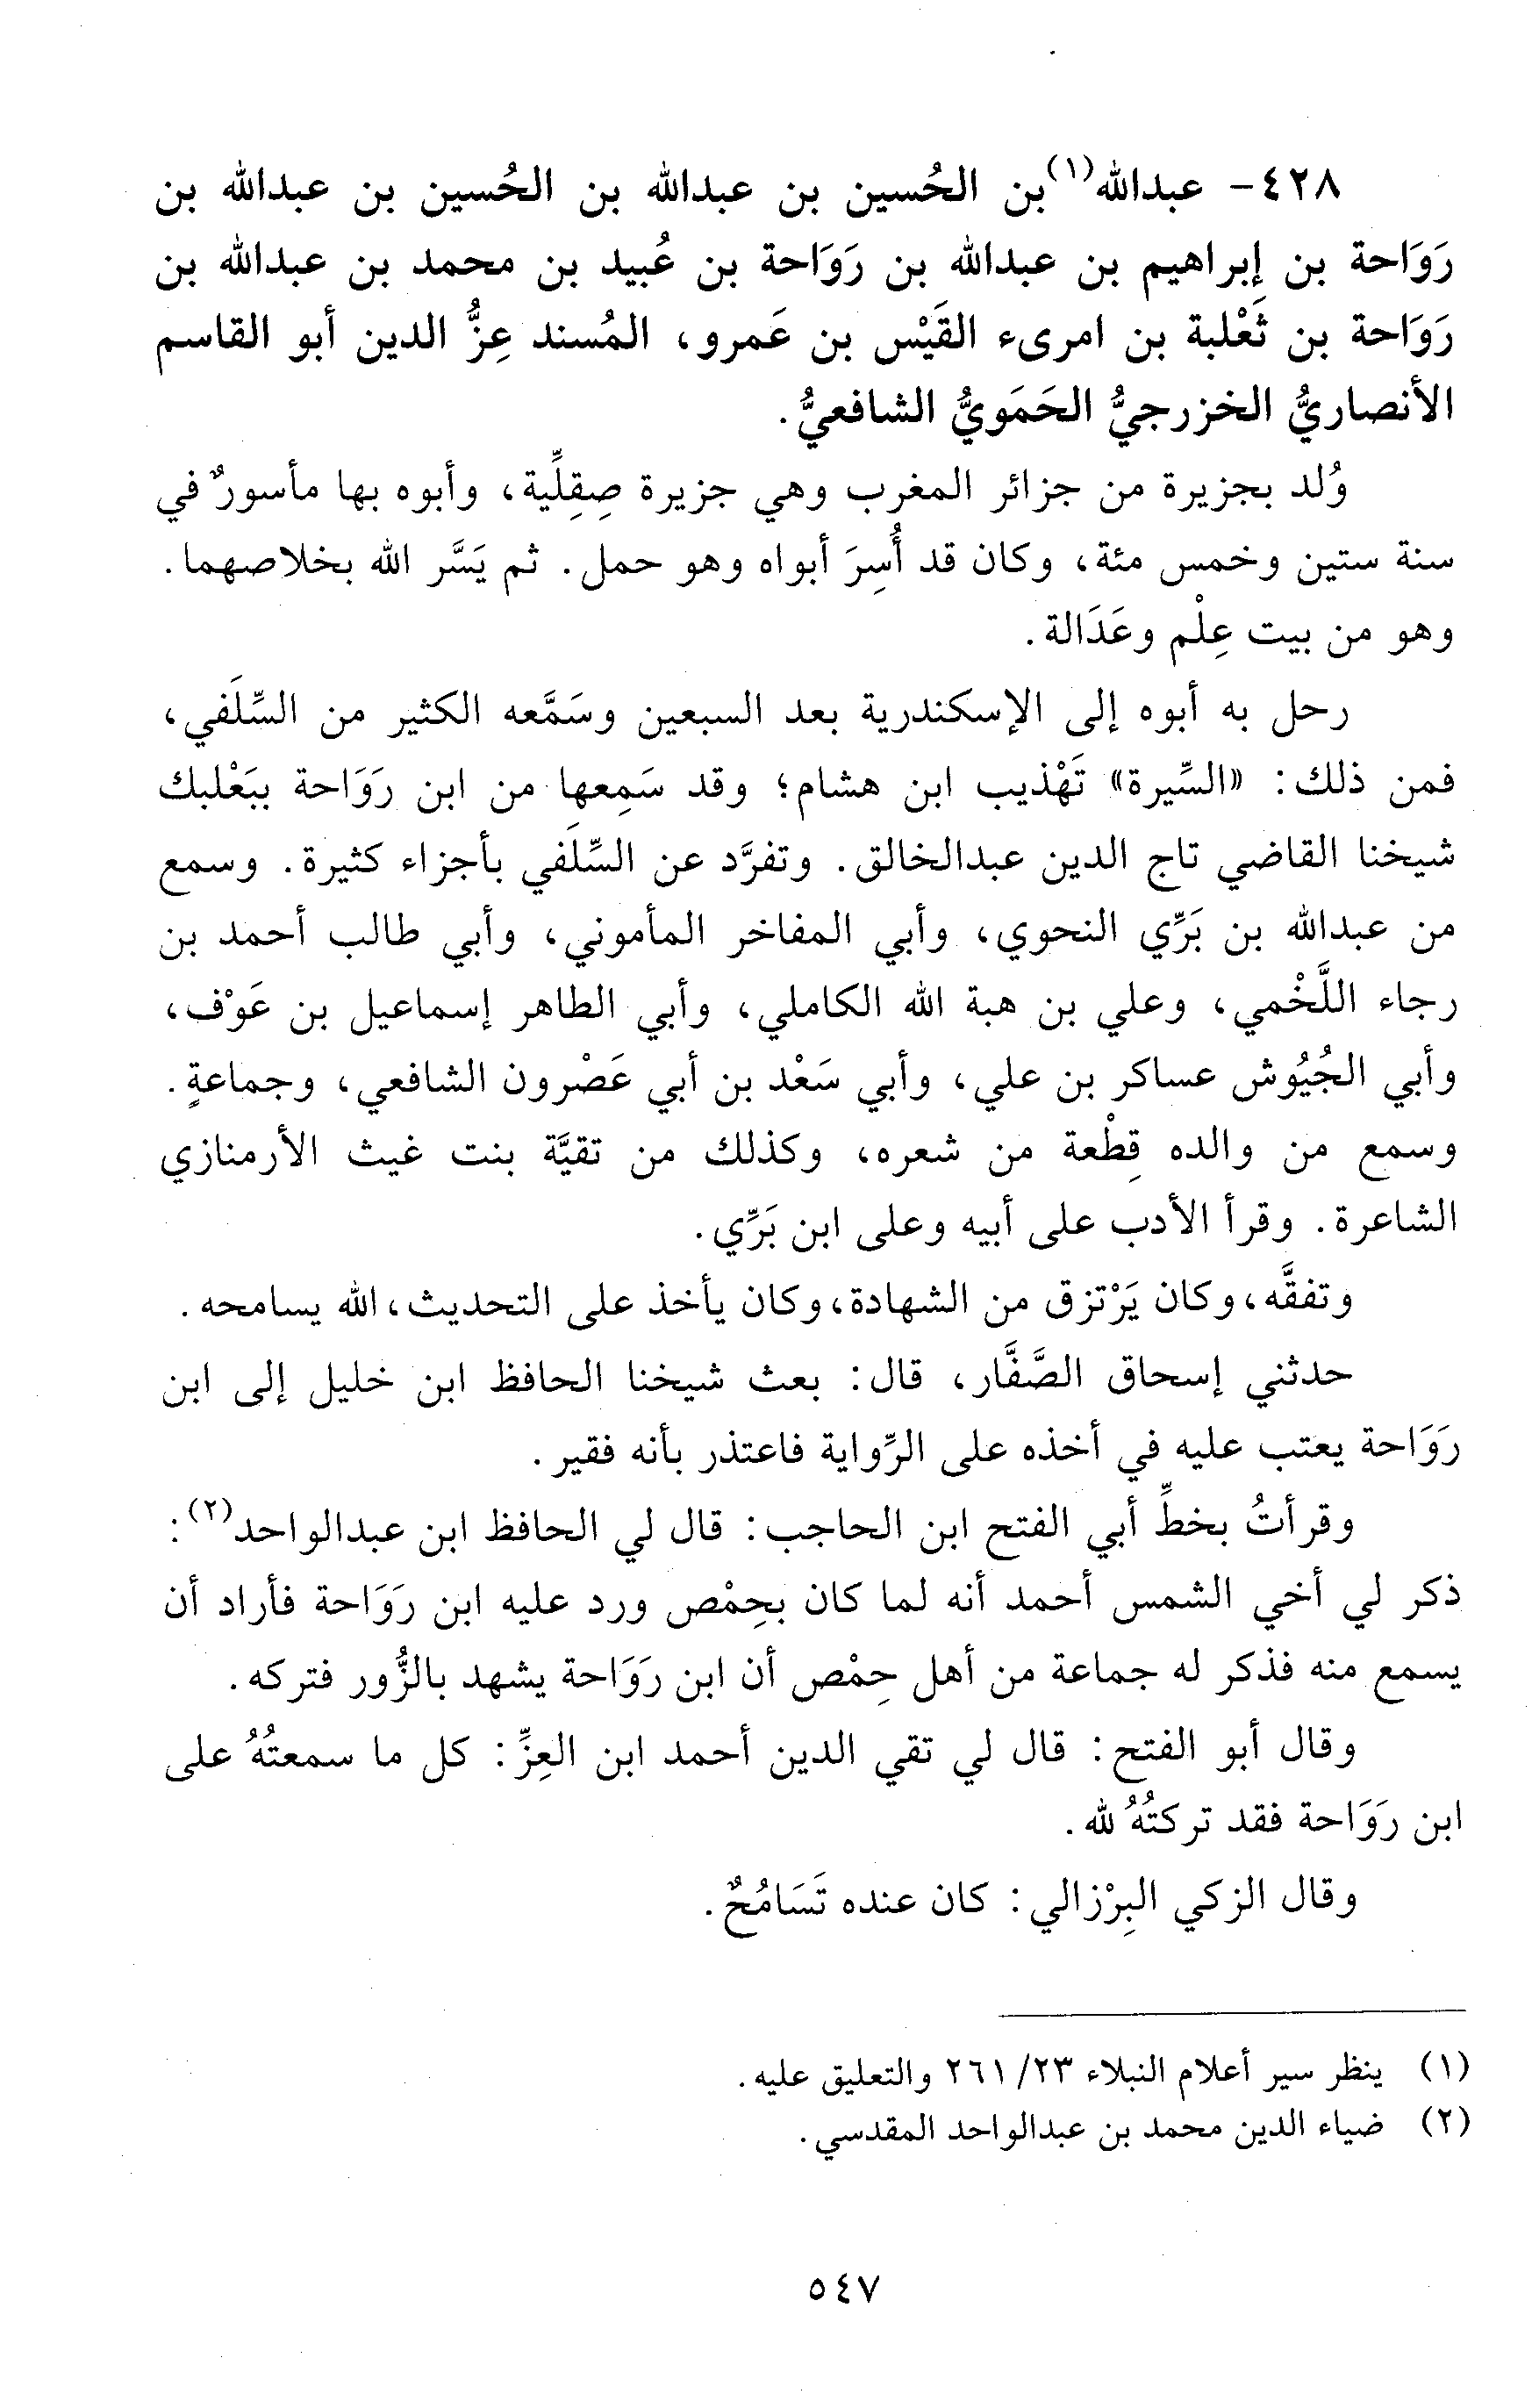 ٤٢٨- عبدالله(١) بن الحُسين بن عبدالله بن الحُسين بن عبدالله بن
رَوَاحة بن إبراهيم بن عبدالله بن رَوَاحة بن عُبيد بن محمد بن عبدالله بن
رَوَاحة بن ثَعْلبة بن امرىء القَيْس بن عَمرو، المُسند عِزُّ الدين أبو القاسم
الأنصاريُّ الخزرجيُّ الحَمَويُّ الشافعيُّ.
وُلد بجزيرة من جزائر المغرب وهي جزيرة صِقِلِّية، وأبوه بها مأسورٌ في
سنة ستين وخمس مئة، وكان قد أُسِرَ أبواه وهو حمل. ثم يَسَّر الله بخلاصهما.
وهو من بيت عِلْم وعَدَالة.
رحل به أبوه إلى الإسكندرية بعد السبعين وسَمَّعه الكثير من السِّلَفي،
فمن ذلك: «السِّيرة» تَهْذيب ابن هشام؛ وقد سَمِعها من ابن رَوَاحة ببَعْلبك
شيخنا القاضي تاج الدين عبدالخالق. وتفرَّد عن السِّلَفي بأجزاء كثيرة. وسمع
من عبدالله بن بَرِّي النحوي، وأبي المفاخر المأموني، وأبي طالب أحمد بن
رجاء اللَّخْمي، وعلي بن هبة الله الكاملي، وأبي الطاهر إسماعيل بن عَوْف،
وأبي الجُيُوش عساكر بن علي، وأبي سَعْد بن أبي عَصْرون الشافعي، وجماعةٍ.
وسمع من والده قِطْعة من شعره، وكذلك من تقيَّة بنت غيث الأرمنازي
الشاعرة. وقرأ الأدب على أبيه وعلى ابن بَرِّي.
وتفقَّه، وكان يَرْتزق من الشهادة، وكان يأخذ على التحديث، الله يسامحه.
حدثني إسحاق الصَّفَّار، قال: بعث شيخنا الحافظ ابن خليل إلى ابن
رَوَاحة يعتب عليه في أخذه على الرِّواية فاعتذر بأنه فقير.
وقرأتُ بخطِّ أبي الفتح ابن الحاجب: قال لي الحافظ ابن عبدالواحد(٢):
ذكر لي أخي الشمس أحمد أنه لما كان بحِمْص ورد عليه ابن رَوَاحة فأراد أن
يسمع منه فذكر له جماعة من أهل حِمْص أن ابن رَوَاحة يشهد بالزُّور فتركه.
وقال أبو الفتح: قال لي تقي الدين أحمد ابن العِزِّ: كل ما سمعتُهُ على
ابن رَوَاحة فقد تركتُهُ لله.
وقال الزكي البِرْزالي: كان عنده تَسَامُحٌ.
(١) ينظر سير أعلام النبلاء ٢٣/ ٢٦١ والتعليق عليه.
(٢) ضياء الدين محمد بن عبدالواحد المقدسي.
٥٤٧